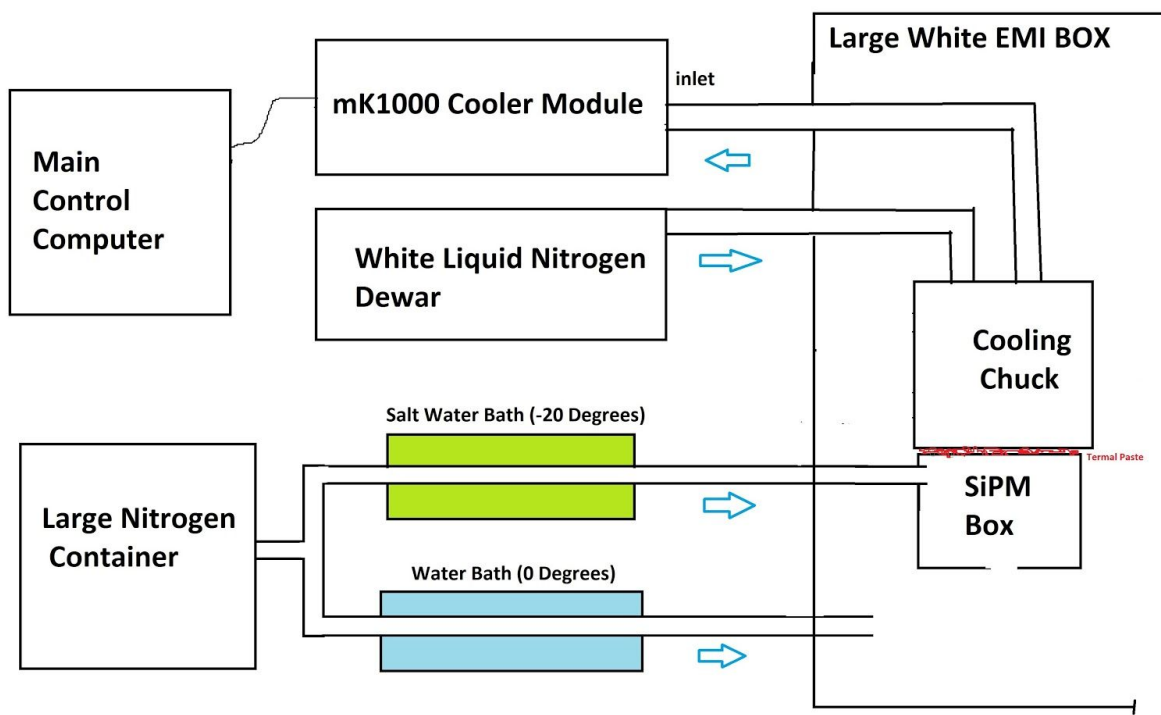 Large White EMI BOX
inlet
mK1000 Cooler Module
Main
Control
Computer
White Liquid Nitrogen
Dewar
Cooling
Chuck
Salt Water Bath (-20 Degrees)
Termal Paste
SiPM
Box
Large Nitrogen
Container
Water Bath (0 Degrees)